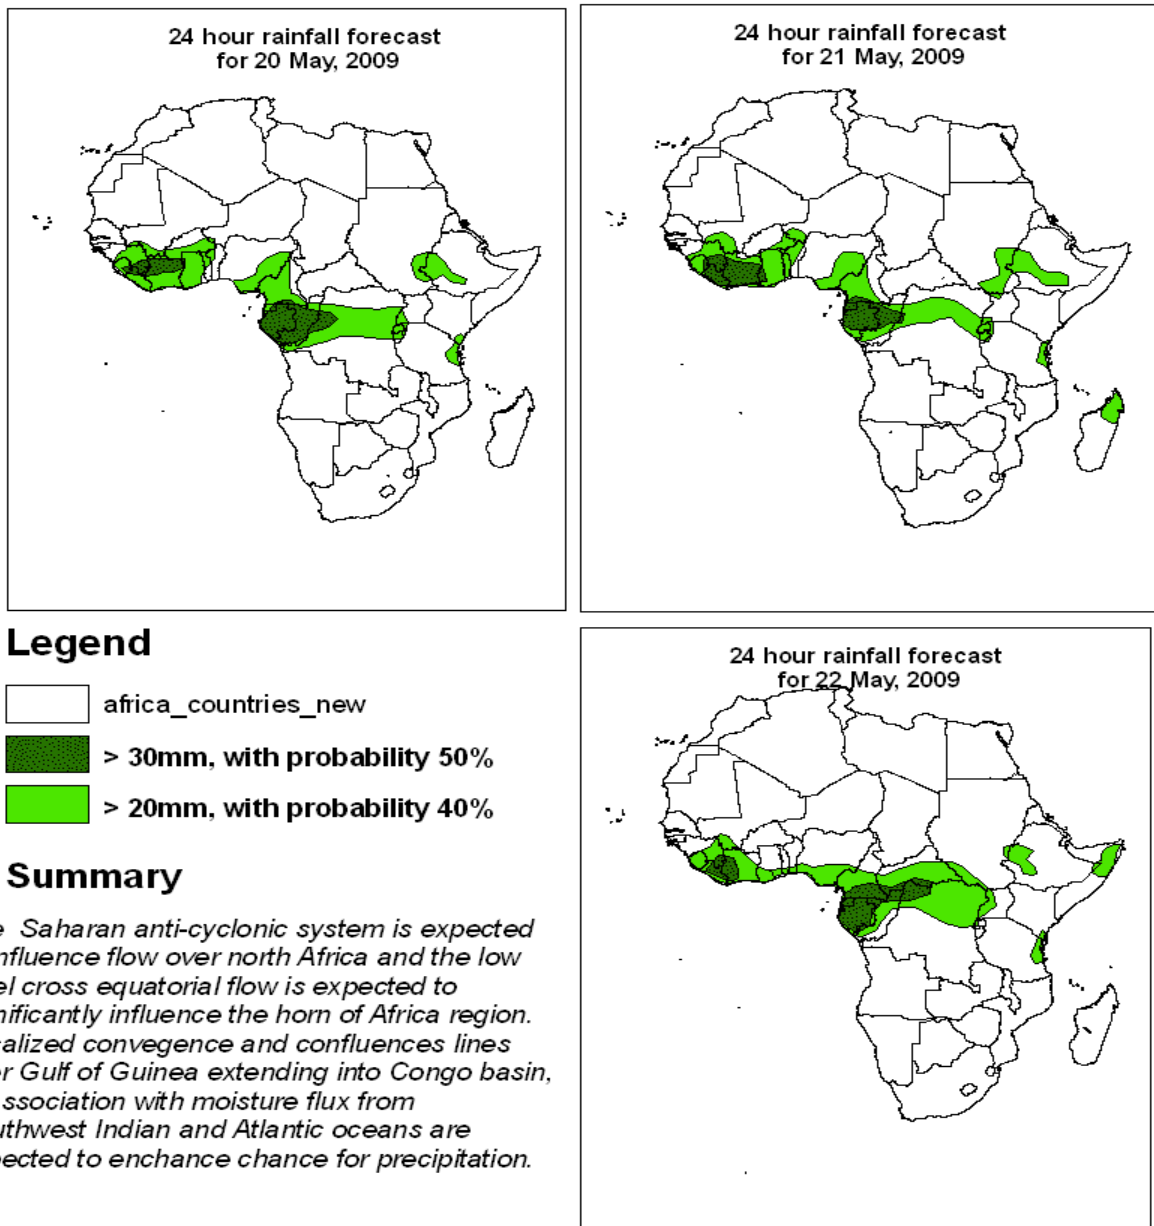 24 hour rainfall forecast
for 20 May, 2009
24 hour rainfall forecast
for 21 May, 2009
Legend
africa_countries_new
> 30mm, with probability 50%
> 20mm, with probability 40%
24 hour rainfall forecast
for 22 May, 2009
Summary
e Saharan anti-cyclonic system is expected
nfluence flow over north Africa and the low
el cross equatorial flow is expected to
nificantly influence the horn of Africa region.
alized convegence and confluences lines
r Gulf of Guinea extending into Congo basin,
ssociation with moisture flux from
uthwest Indian and Atlantic oceans are
pected to enchance chance for precipitation.